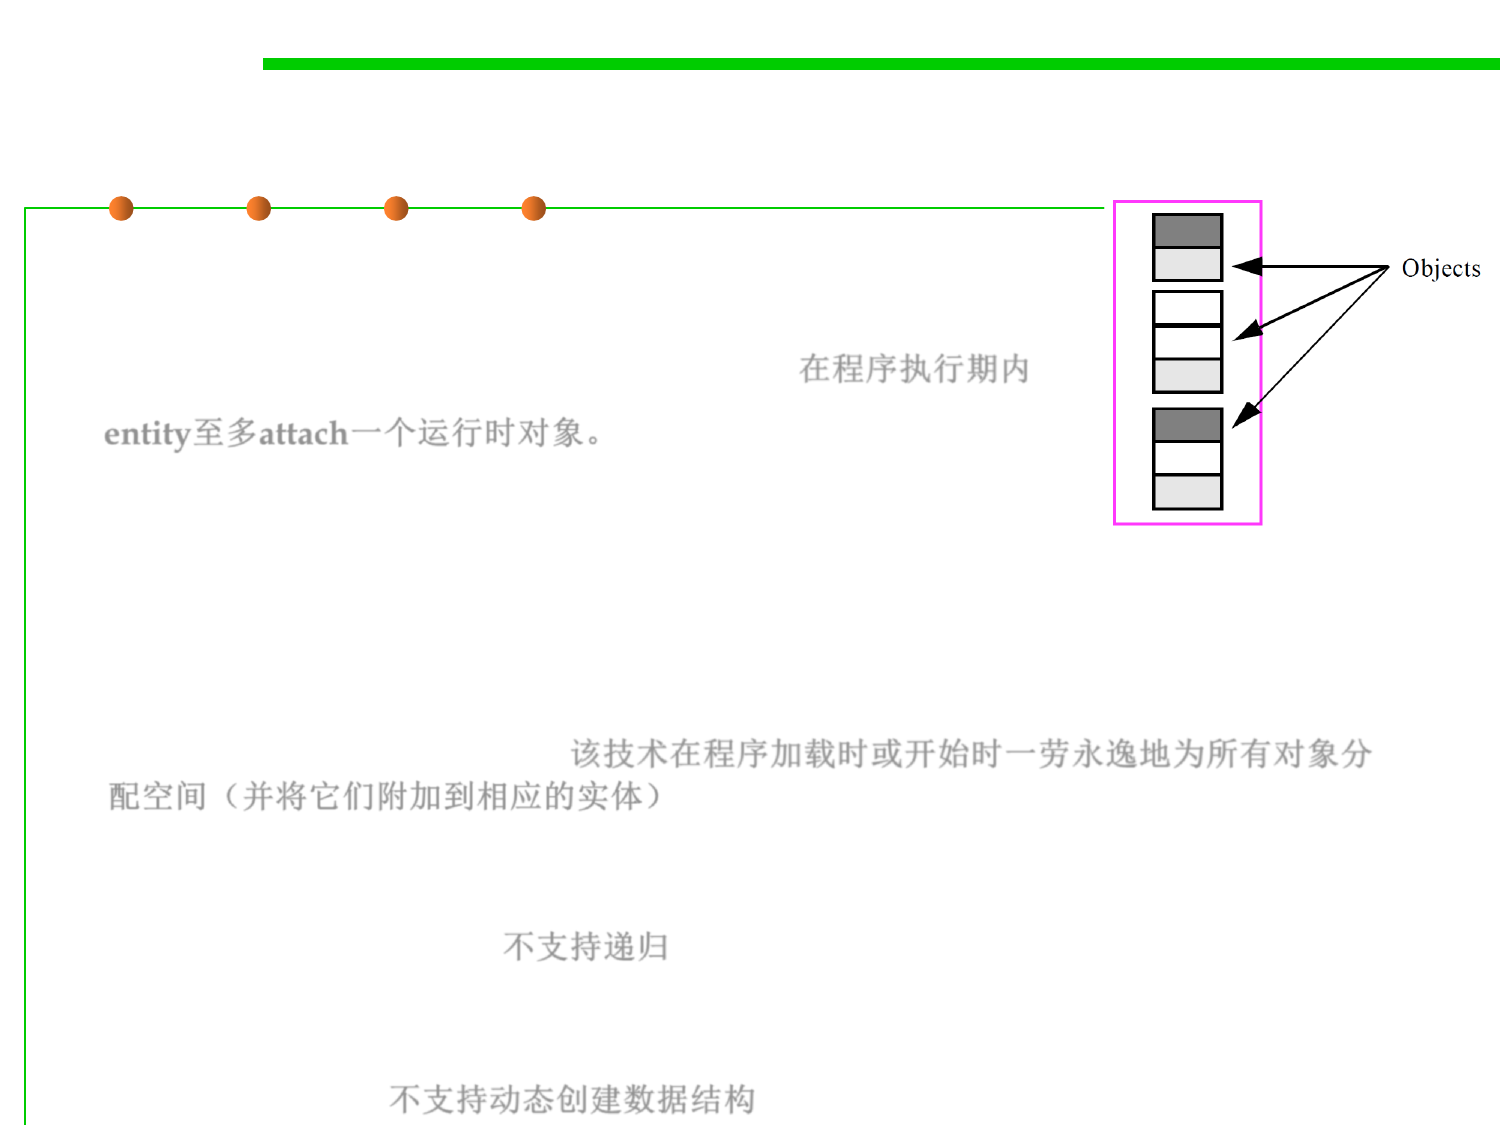 Objects
在程序执行期内
entity至多attach一个运行时对象。
该技术在程序加载时或开始时一劳永逸地为所有对象分
配空间（并将它们附加到相应的实体）
不支持递归
不支持动态创建数据结构